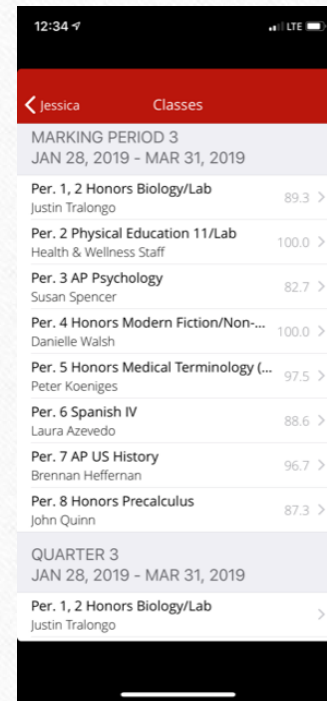 12:34
LTE
Jessica
Classes
MARKING PERIOD 3
JAN 28, 2019 - MAR 31, 2019
Per. 1, 2 Honors Biology/Lab
Justin Tralongo
89.3
Per. 2 Physical Education 11/Lab
Health & Wellness Staff
100.0
Per. 3 AP Psychology
Susan Spencer
82.7
Per. 4 Honors Modern Fiction/Non-...
Danielle Walsh
100.0
Per. 5 Honors Medical Terminology (...
Peter Koeniges
97.5
Per. 6 Spanish IV
Laura Azevedo
88.6
Per. 7 AP US History
Brennan Heffernan
96.7
Per. 8 Honors Precalculus
John Quinn
87.3
QUARTER 3
JAN 28, 2019 - MAR 31, 2019
Per. 1, 2 Honors Biology/Lab
Justin Tralongo